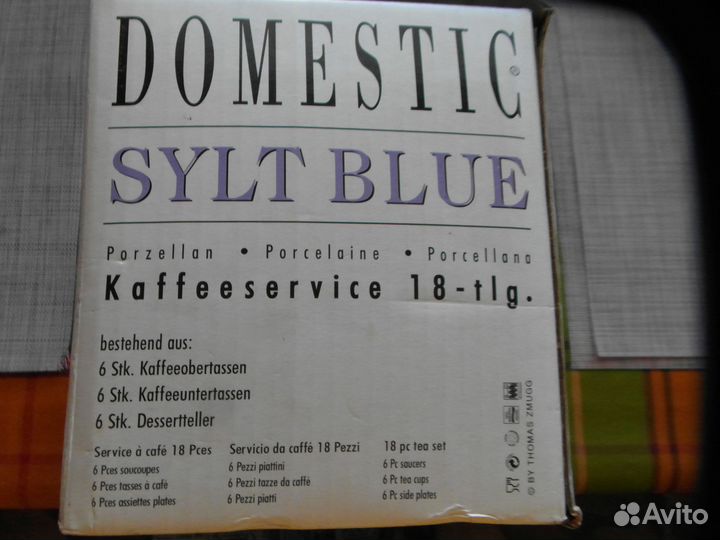 DOMESTIC®
SYLT BLUE
Porzellan • Porcelaine • Porcellana
Kaffeeservice 18-tlg.
bestehend aus:
6 Stk. Kaffeeobertassen
6 Stk. Kaffeeuntertassen
6 Stk. Dessertteller
Service à café 18 Pces
6 Pces soucoupes
6 Pces tasses à café
6 Pces assiettes plates
Servicio da caffé 18 Pezzi
6 Pezzi piattini
6 Pezzi tazze da caffé
6 Pezzi piatti
18 pc tea set
6 Pc saucers
6 Pc tea cups
6 Pc side plates
© BY THOMAS ZMUGG
Avito